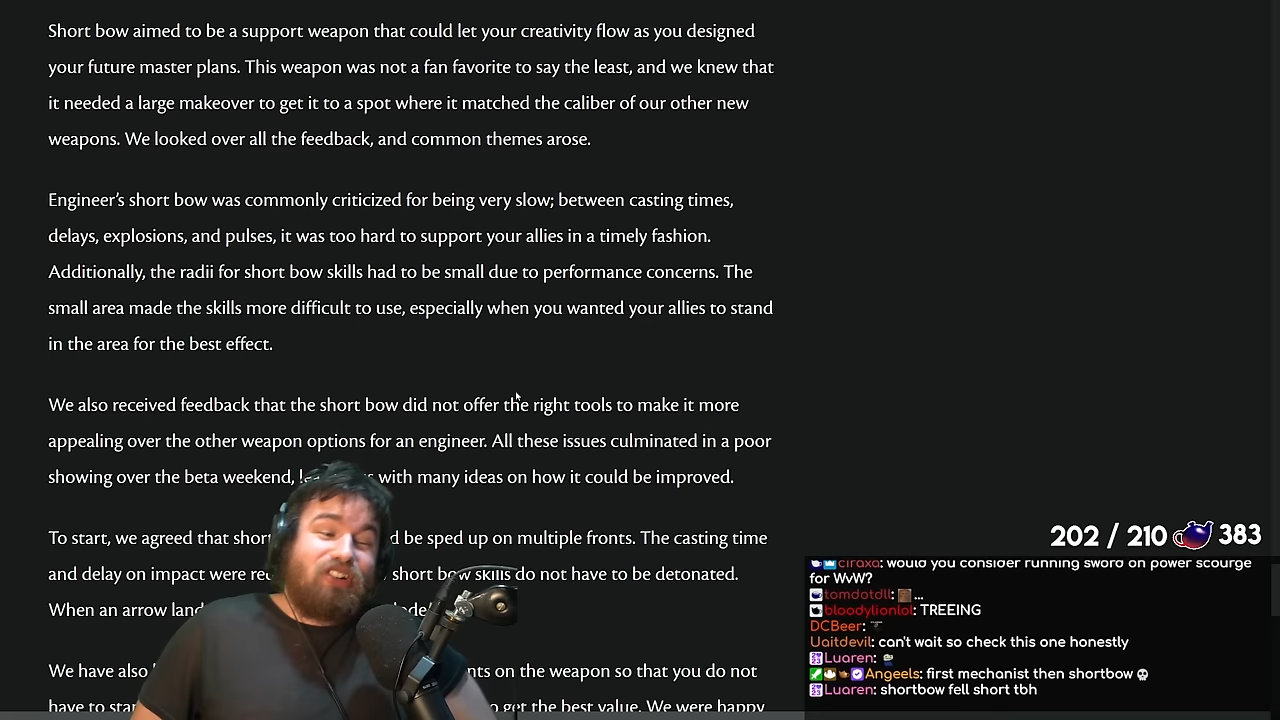 Short bow aimed to be a support weapon that could let your creativity flow as you designed
your future master plans. This weapon was not a fan favorite to say the least, and we knew that
it needed a large makeover to get it to a spot where it matched the caliber of our other new
weapons. We looked over all the feedback, and common themes arose.
Engineer’s short bow was commonly criticized for being very slow; between casting times,
delays, explosions, and pulses, it was too hard to support your allies in a timely fashion.
Additionally, the radii for short bow skills had to be small due to performance concerns. The
small area made the skills more difficult to use, especially when you wanted your allies to stand
in the area for the best effect.
We also received feedback that the short bow did not offer the right tools to make it more
appealing over the other weapon options for an engineer. All these issues culminated in a poor
showing over the beta weekend, with many ideas on how it could be improved.
To start, we agreed that be sped up on multiple fronts. The casting time
and delay on impact were short bow skills do not have to be detonated.
When an arrow
We have also on the weapon so that you do not
have to get the best value. We were happy
202 / 210 383
ciraxa: would you consider running sword on power scourge
for WvW?
tomdotdll: ...
bloodylionlol: TREEING
DCBeer:
Uaitdevil: can't wait so check this one honestly
Luaren:
Angeels: first mechanist then shortbow
Luaren: shortbow fell short tbh